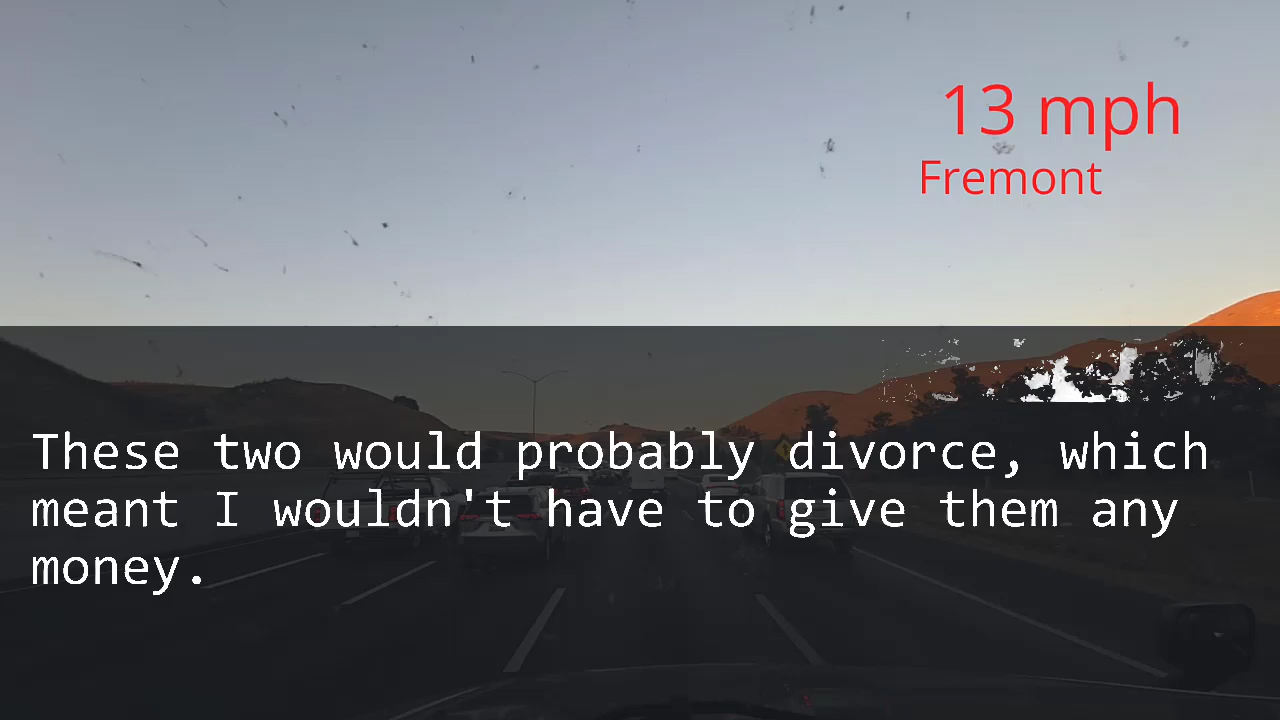 13 mph
Fremont
These two would probably divorce, which
meant I wouldn't have to give them any
money.